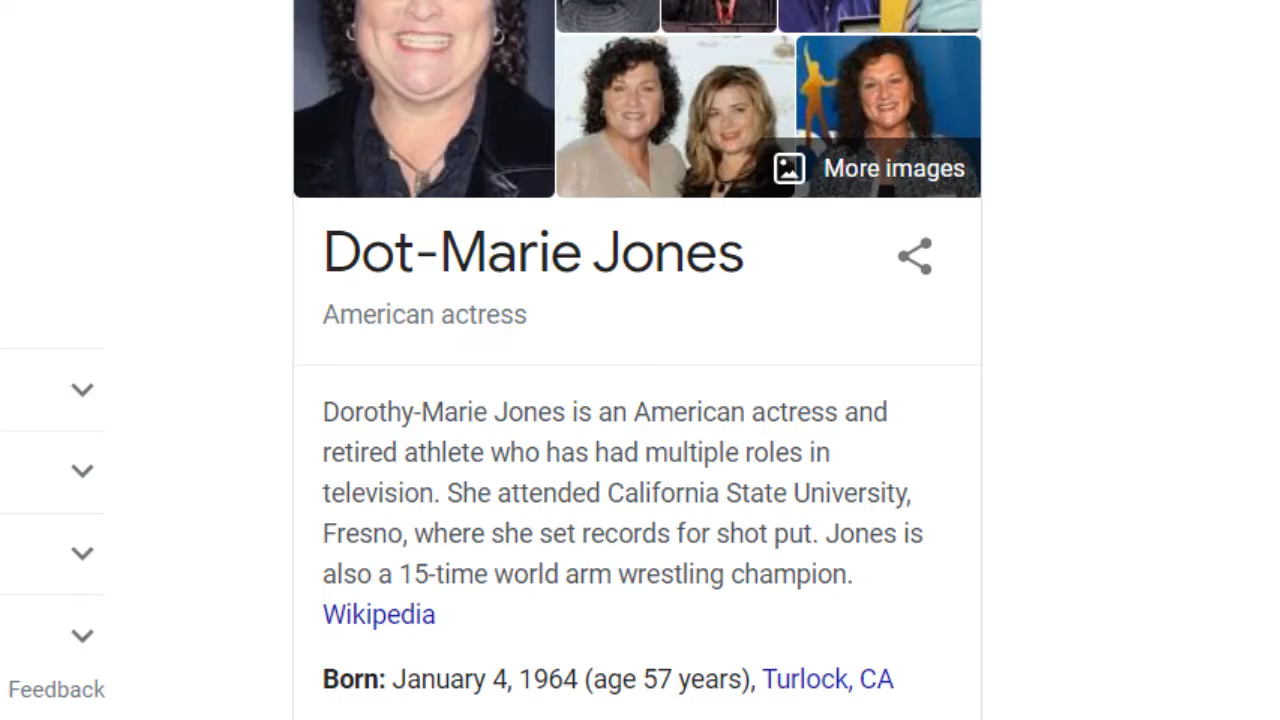 More images
Dot-Marie Jones
American actress
Dorothy-Marie Jones is an American actress and
retired athlete who has had multiple roles in
television. She attended California State University,
Fresno, where she set records for shot put. Jones is
also a 15-time world arm wrestling champion.
Wikipedia
Born: January 4, 1964 (age 57 years), Turlock, CA
Feedback